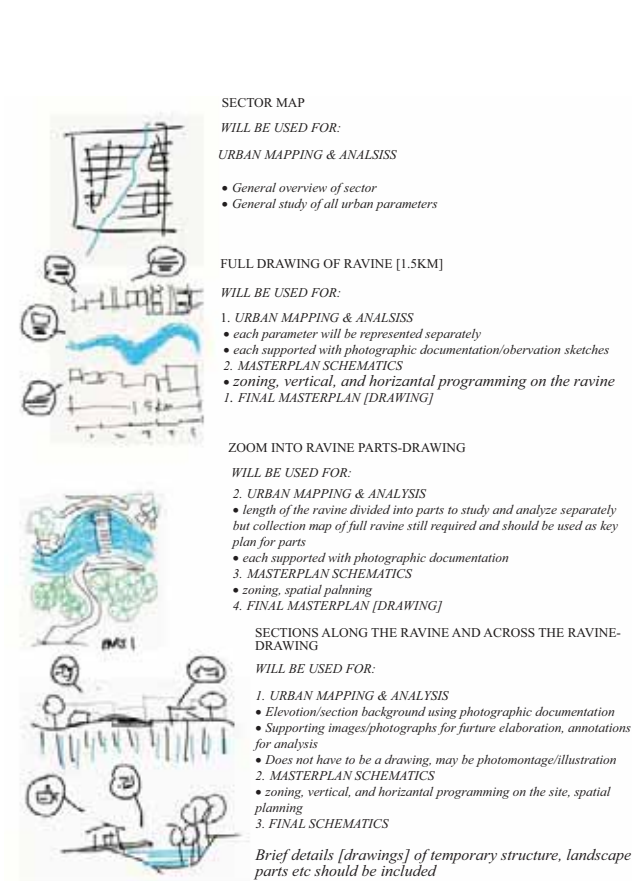 SECTOR MAP
WILL BE USED FOR:
URBAN MAPPING & ANALSISS
• General overview of sector
• General study of all urban parameters
FULL DRAWING OF RAVINE [1.5KM]
WILL BE USED FOR:
1. URBAN MAPPING & ANALSISS
• each parameter will be represented separately
• each supported with photographic documentation/obervation sketches
2. MASTERPLAN SCHEMATICS
• zoning, vertical, and horizantal programming on the ravine
1. FINAL MASTERPLAN [DRAWING]
1.5km
ZOOM INTO RAVINE PARTS-DRAWING
WILL BE USED FOR:
2. URBAN MAPPING & ANALYSIS
• length of the ravine divided into parts to study and analyze separately
but collection map of full ravine still required and should be used as key
plan for parts
• each supported with photographic documentation
3. MASTERPLAN SCHEMATICS
• zoning, spatial palnning
4. FINAL MASTERPLAN [DRAWING]
PART 1
SECTIONS ALONG THE RAVINE AND ACROSS THE RAVINE-
DRAWING
WILL BE USED FOR:
1. URBAN MAPPING & ANALYSIS
• Elevotion/section background using photographic documentation
• Supporting images/photographs for furture elaboration, annotations
for analysis
• Does not have to be a drawing, may be photomontage/illustration
2. MASTERPLAN SCHEMATICS
• zoning, vertical, and horizantal programming on the site, spatial
planning
3. FINAL SCHEMATICS
Brief details [drawings] of temporary structure, landscape
parts etc should be included